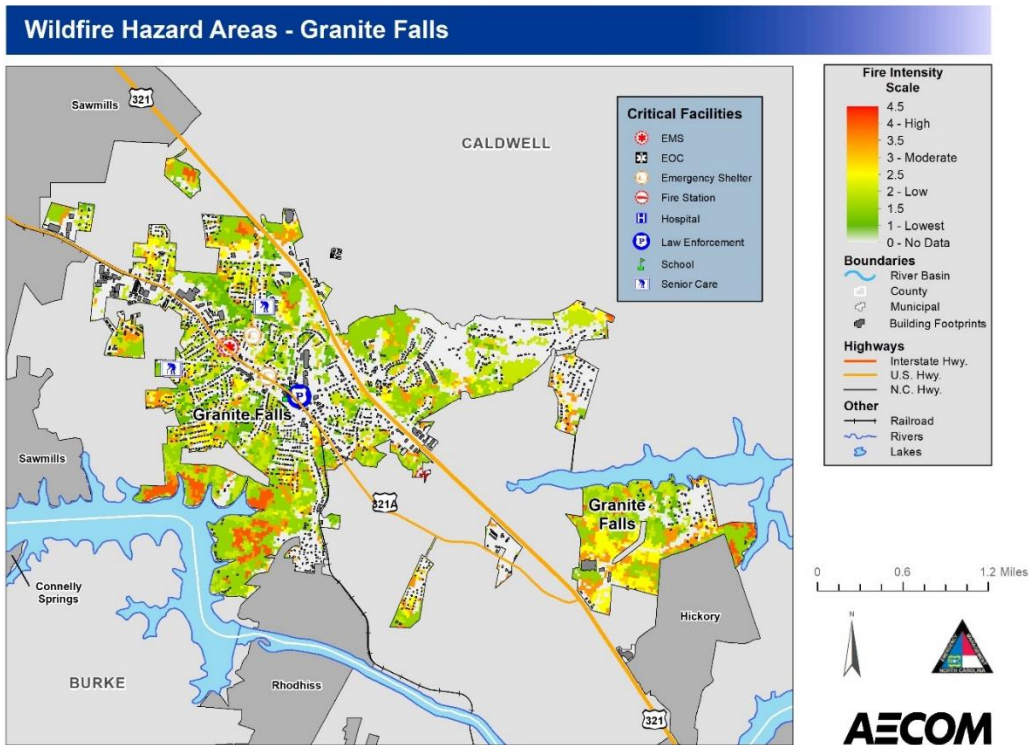 Wildfire Hazard Areas - Granite Falls
Sawmills
321
CALDWELL
Critical Facilities
EMS
EOC
Emergency Shelter
Fire Station
H Hospital
P Law Enforcement
School
Senior Care
P
Granite Falls
Sawmills
321A
Granite
Falls
Connelly
Springs
Hickory
BURKE
Rhodhiss
321
Fire Intensity
Scale
4.5
4 - High
3.5
3 - Moderate
2.5
2 - Low
1.5
1 - Lowest
0 - No Data
Boundaries
River Basin
County
Municipal
Building Footprints
Highways
Interstate Hwy.
U.S. Hwy.
N.C. Hwy.
Other
Railroad
Rivers
Lakes
0 0.6 1.2 Miles
N
NORTH CAROLINA
AECOM